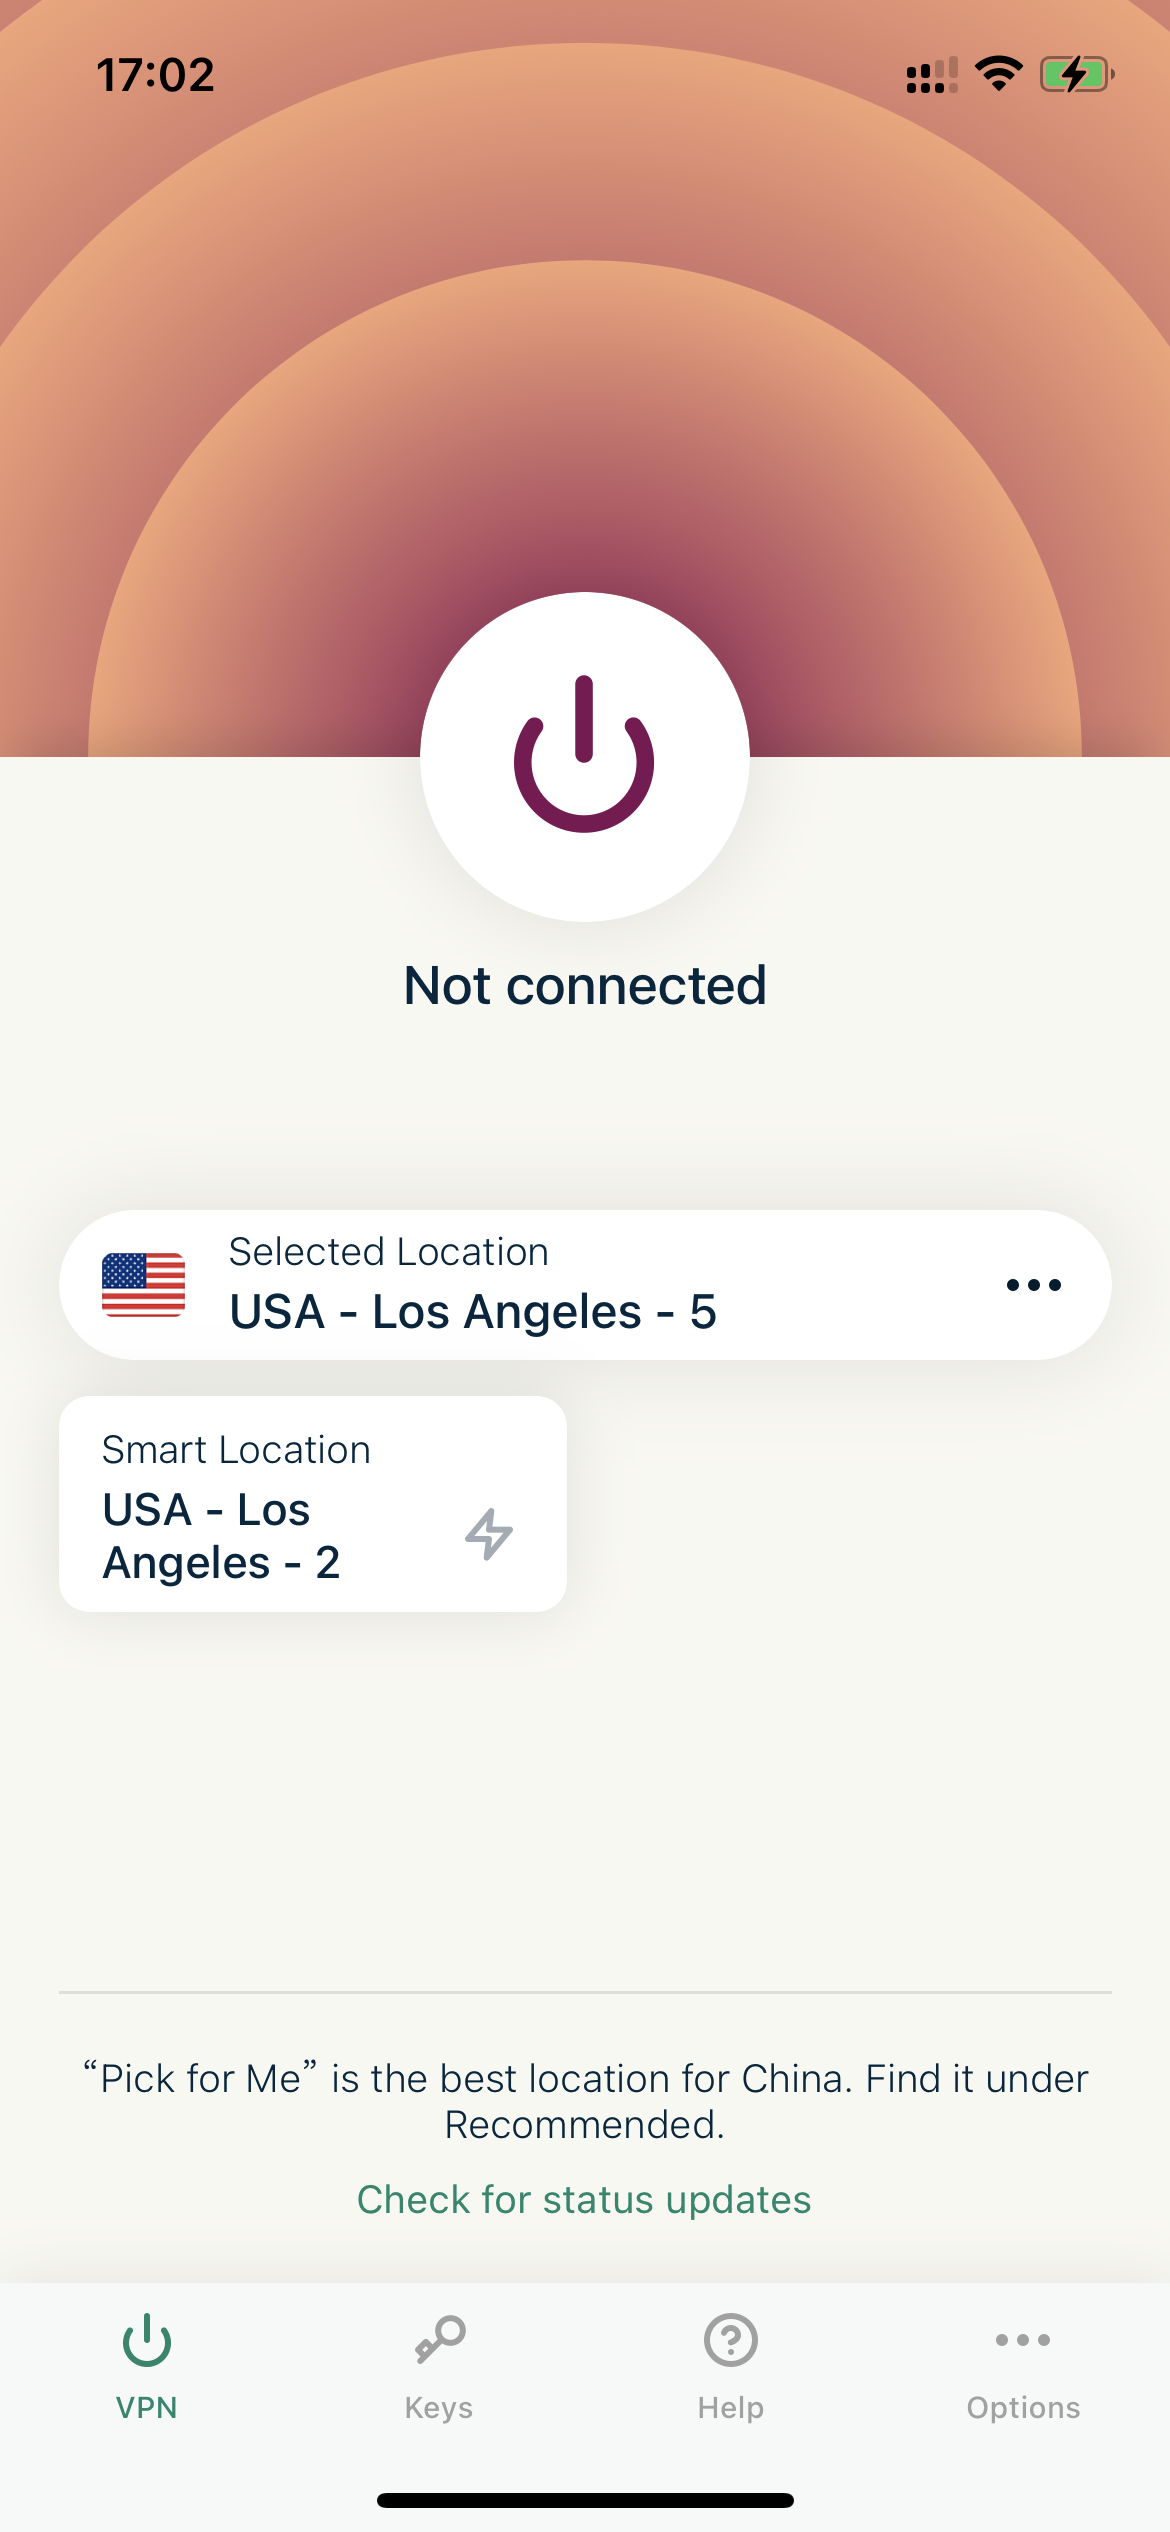 17:02
Not connected
Selected Location
USA - Los Angeles - 5
Smart Location
USA - Los
Angeles - 2
“Pick for Me” is the best location for China. Find it under
Recommended.
Check for status updates
VPN
Keys
Help
Options